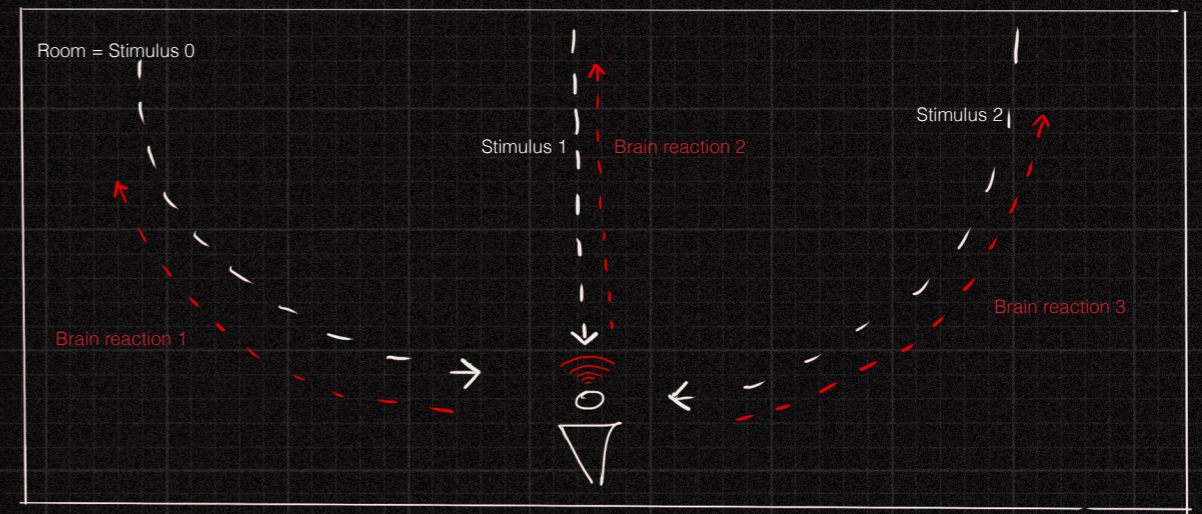 Room = Stimulus 0
Stimulus 2
Stimulus 1
Brain reaction 2
Brain reaction 3
Brain reaction 1